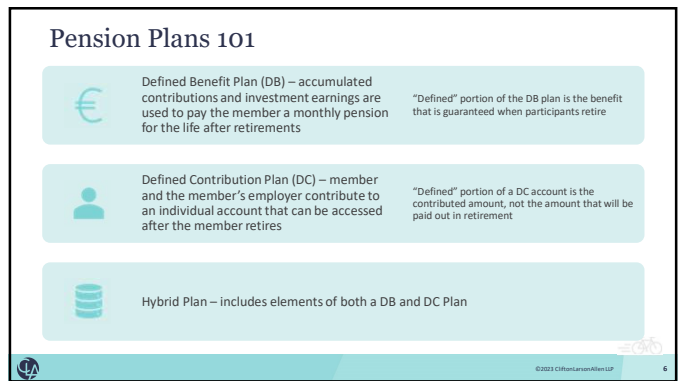 Pension Plans 101
Defined Benefit Plan (DB) – accumulated
contributions and investment earnings are
used to pay the member a monthly pension
for the life after retirements
“Defined” portion of the DB plan is the benefit
that is guaranteed when participants retire
Defined Contribution Plan (DC) – member
and the member’s employer contribute to
an individual account that can be accessed
after the member retires
“Defined” portion of a DC account is the
contributed amount, not the amount that will be
paid out in retirement
Hybrid Plan – includes elements of both a DB and DC Plan
CLA
©2023 CliftonLarsonAllen LLP
6